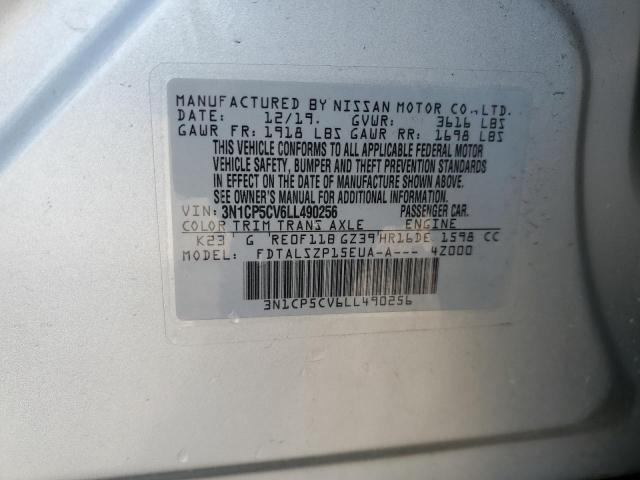 MANUFACTURED BY NISSAN MOTOR CO.,LTD.
DATE: 12/19. GVWR: 3616 LBS
GAWR FR: 1918 LBS GAWR RR: 1698 LBS
THIS VEHICLE CONFORMS TO ALL APPLICABLE FEDERAL MOTOR
VEHICLE SAFETY, BUMPER AND THEFT PREVENTION STANDARDS
IN EFFECT ON THE DATE OF MANUFACTURE SHOWN ABOVE.
SEE OWNER'S MANUAL FOR ADDITIONAL INFORMATION.
VIN: 3N1CP5CV6LL490256 PASSENGER CAR.
COLOR TRIM TRANS AXLE ENGINE
K23 G RE0F11B GZ39 HR16DE 1598 CC
FDTALSZP15EUA-A--- 4Z000
3N1CP5CV6LL490256